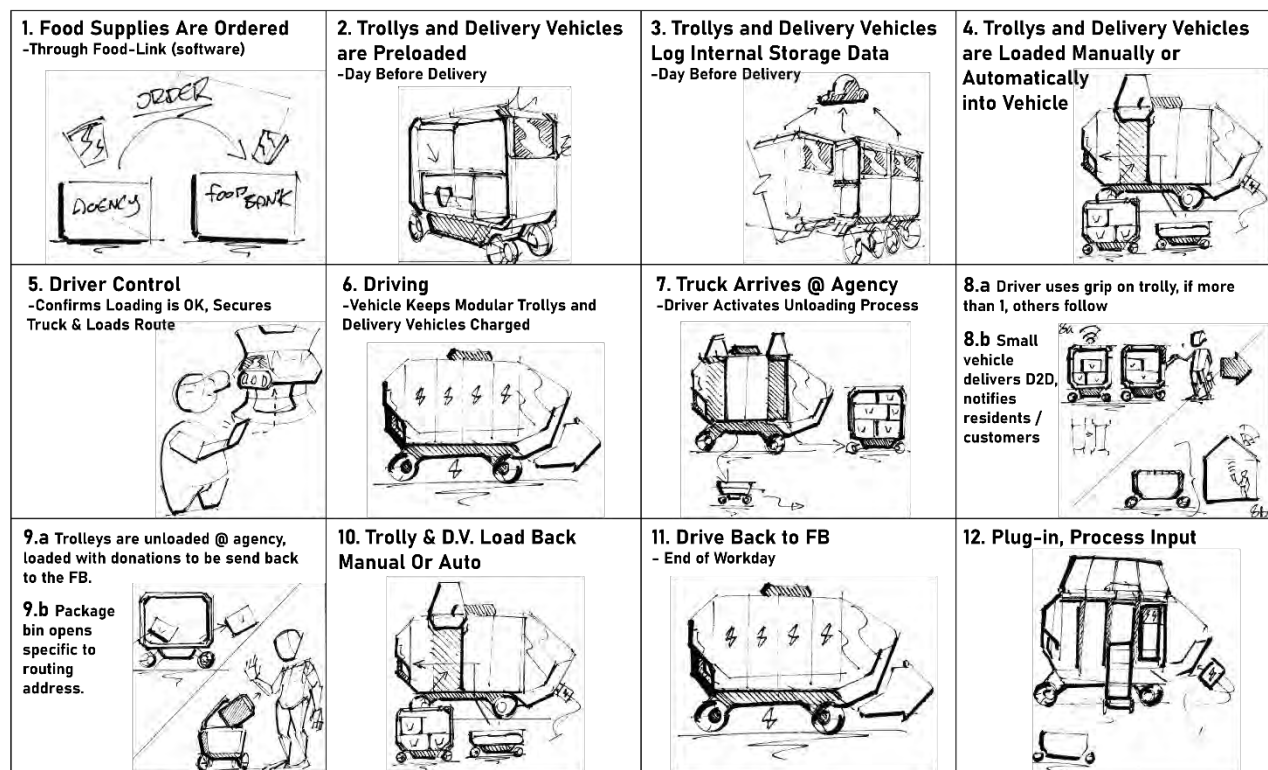 1. Food Supplies Are Ordered
-Through Food-Link (software)
ORDER
AGENCY
FOOD
BANK
2. Trollys and Delivery Vehicles
are Preloaded
-Day Before Delivery
3. Trollys and Delivery Vehicles
Log Internal Storage Data
-Day Before Delivery
4. Trollys and Delivery Vehicles
are Loaded Manually or
Automatically
into Vehicle
5. Driver Control
-Confirms Loading is OK, Secures
Truck & Loads Route
6. Driving
-Vehicle Keeps Modular Trollys and
Delivery Vehicles Charged
7. Truck Arrives @ Agency
-Driver Activates Unloading Process
8.a Driver uses grip on trolly, if more
than 1, others follow
8.b Small
vehicle
delivers D2D,
notifies
residents /
customers
8a
8b
9.a Trolleys are unloaded @ agency,
loaded with donations to be send back
to the FB.
9.b Package
bin opens
specific to
routing
address.
10. Trolly & D.V. Load Back
Manual Or Auto
11. Drive Back to FB
- End of Workday
12. Plug-in, Process Input